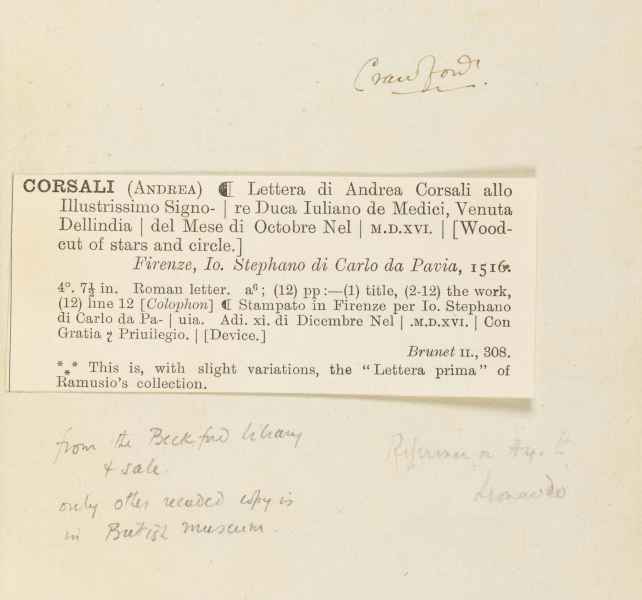 Crawford.
CORSALI (ANDREA) ¶ Lettera di Andrea Corsali allo
Illustrissimo Signo- | re Duca Iuliano de Medici, Venuta
Dellindia | del Mese di Octobre Nel | M.D.XVI. | [Wood-
cut of stars and circle.]
Firenze, Io. Stephano di Carlo da Pavia, 1516.
4°. 7½ in. Roman letter. a⁶; (12) pp:—(1) title, (2-12) the work,
(12) line 12 [Colophon] ¶ Stampato in Firenze per Io. Stephano
di Carlo da Pa- | uia. Adi. xi. di Dicembre Nel | .M.D.XVI. | Con
Gratia ⁊ Priuilegio. | [Device.]
Brunet II., 308.
*⁎* This is, with slight variations, the "Lettera prima" of
Ramusio's collection.
from the Beckford library
& sale.
only other recorded copy is
in British Museum.
Reference on
Leonardo